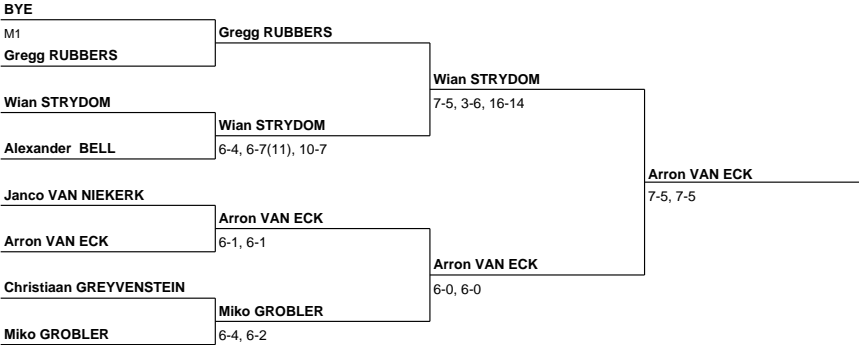 BYE
M1
Gregg RUBBERS
Wian STRYDOM
Alexander BELL
Janco VAN NIEKERK
Arron VAN ECK
Christiaan GREYVENSTEIN
Miko GROBLER
Gregg RUBBERS
Wian STRYDOM
6-4, 6-7(11), 10-7
Arron VAN ECK
6-1, 6-1
Miko GROBLER
6-4, 6-2
Wian STRYDOM
7-5, 3-6, 16-14
Arron VAN ECK
6-0, 6-0
Arron VAN ECK
7-5, 7-5